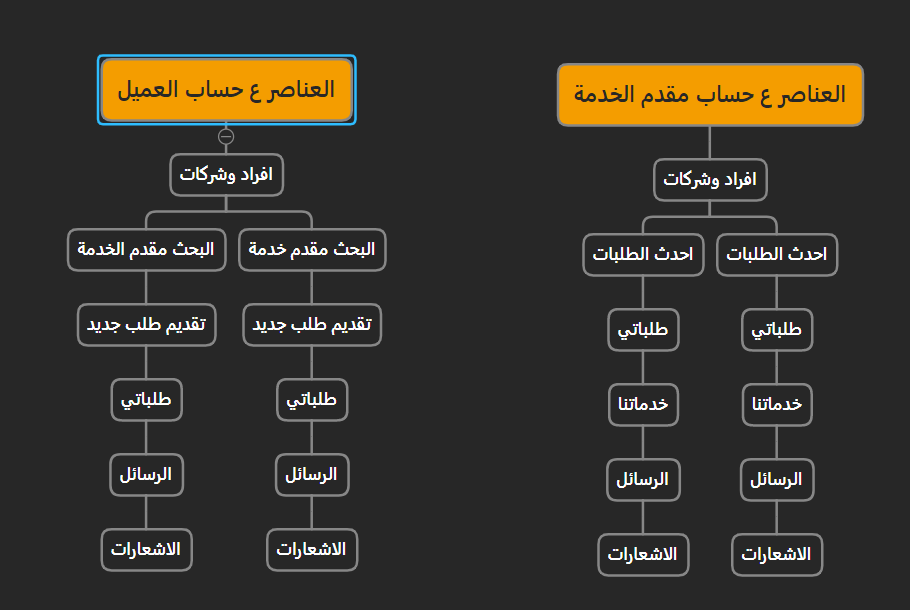 العناصر ع حساب مقدم الخدمة
افراد وشركات
احدث الطلبات
احدث الطلبات
طلباتي
طلباتي
خدماتنا
خدماتنا
الرسائل
الرسائل
الاشعارات
الاشعارات
العناصر ع حساب العميل
افراد وشركات
البحث مقدم خدمة
البحث مقدم الخدمة
تقديم طلب جديد
تقديم طلب جديد
طلباتي
طلباتي
الرسائل
الرسائل
الاشعارات
الاشعارات